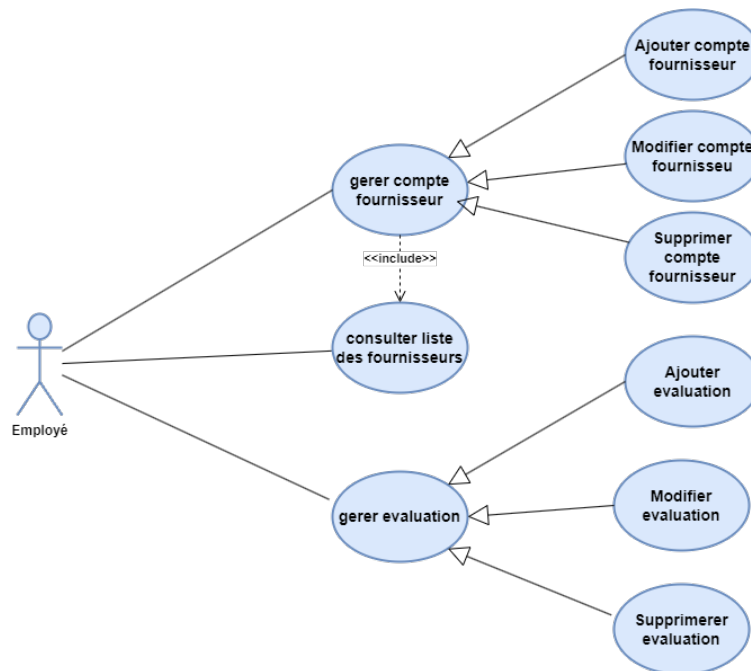 Ajouter compte
fournisseur
Modifier compte
fournisseu
gerer compte
fournisseur
Supprimer
compte
fournisseur
<<include>>
consulter liste
des fournisseurs
Employé
Ajouter
evaluation
gerer evaluation
Modifier
evaluation
Supprimerer
evaluation